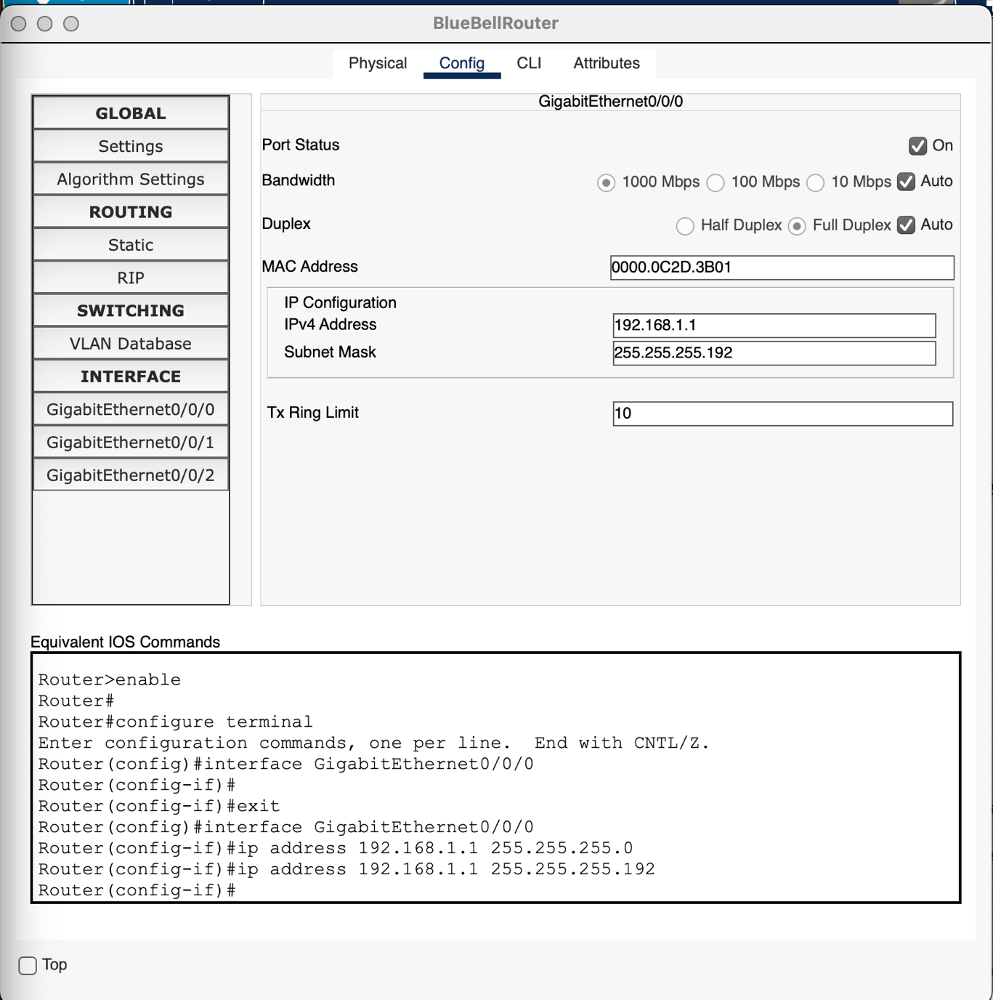 BlueBellRouter
Physical Config CLI Attributes
GLOBAL
Settings
Algorithm Settings
ROUTING
Static
RIP
SWITCHING
VLAN Database
INTERFACE
GigabitEthernet0/0/0
GigabitEthernet0/0/1
GigabitEthernet0/0/2
GigabitEthernet0/0/0
Port Status On
Bandwidth 1000 Mbps 100 Mbps 10 Mbps Auto
Duplex Half Duplex Full Duplex Auto
MAC Address 0000.0C2D.3B01
IP Configuration
IPv4 Address 192.168.1.1
Subnet Mask 255.255.255.192
Tx Ring Limit 10
Equivalent IOS Commands
Router>enable
Router#
Router#configure terminal
Enter configuration commands, one per line.  End with CNTL/Z.
Router(config)#interface GigabitEthernet0/0/0
Router(config-if)#
Router(config-if)#exit
Router(config)#interface GigabitEthernet0/0/0
Router(config-if)#ip address 192.168.1.1 255.255.255.0
Router(config-if)#ip address 192.168.1.1 255.255.255.192
Router(config-if)#
Top